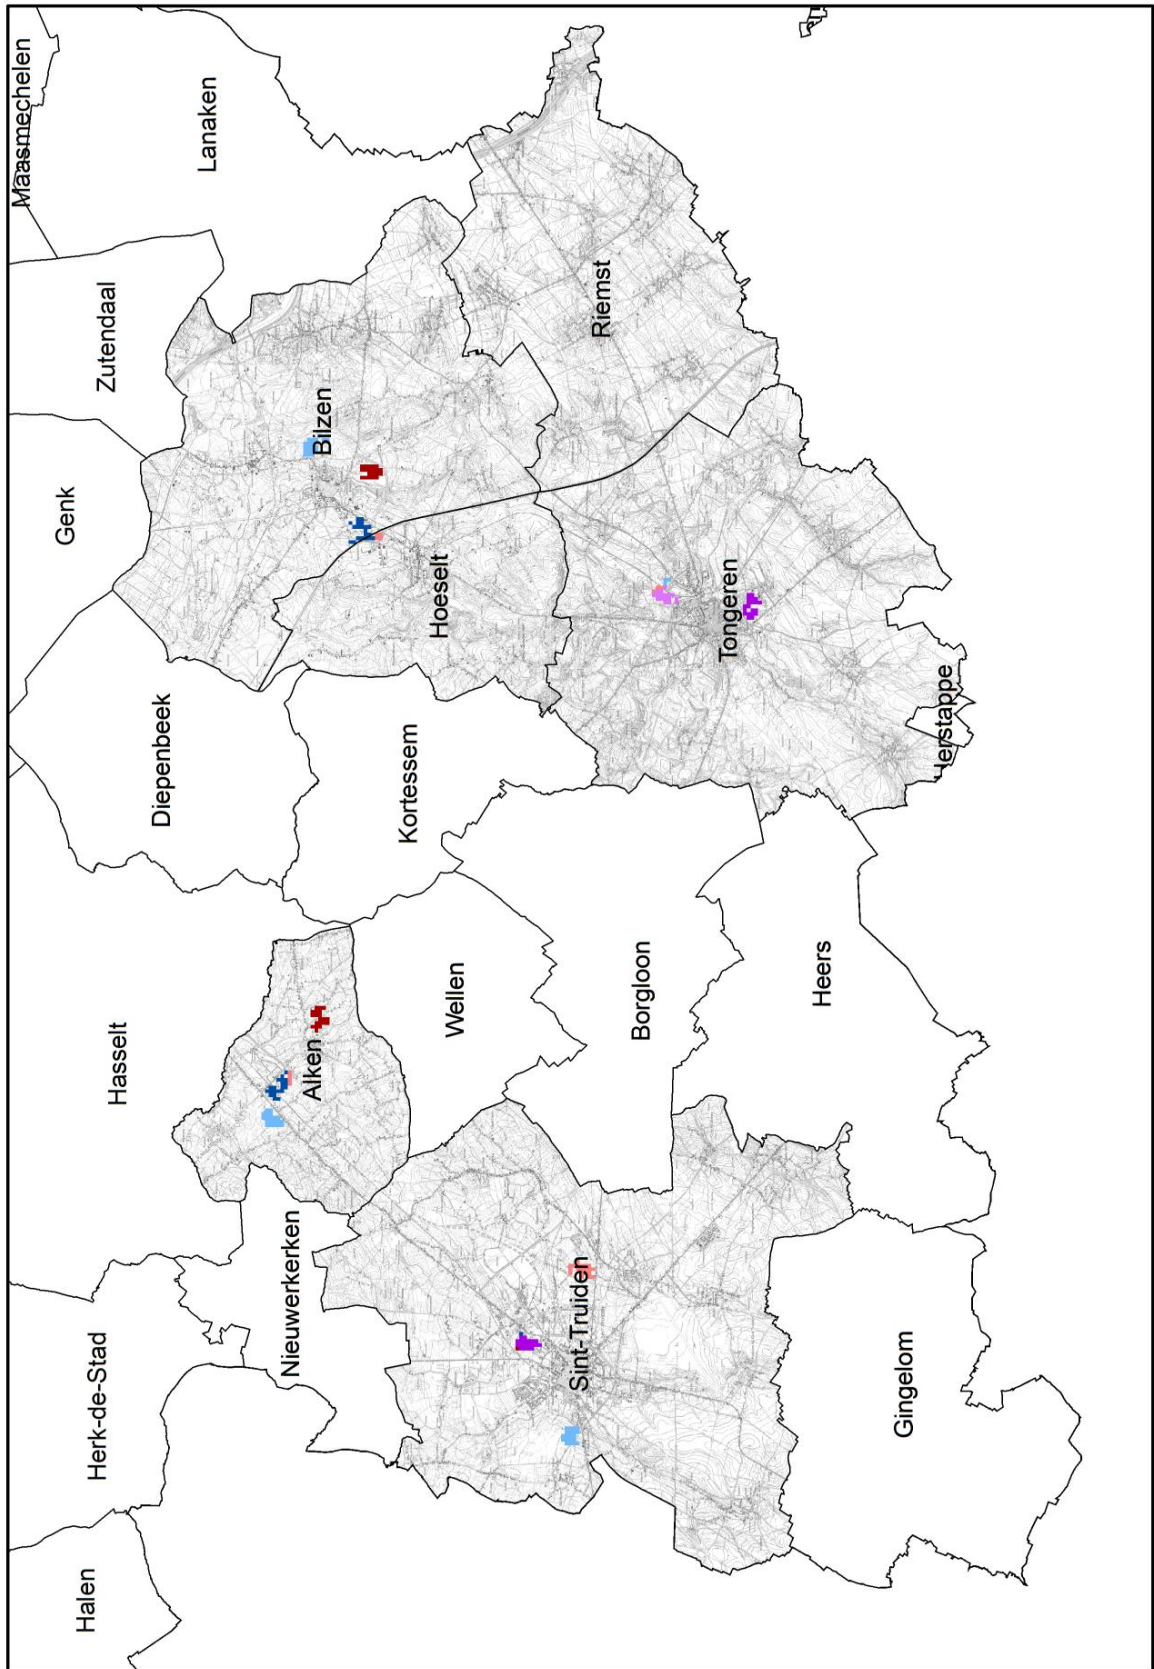 Maasmechelen
Genk
Halen
Herk-de-Stad
Zutendaal
Hasselt
Diepenbeek
Lanaken
Nieuwerkerken
Alken
Bilzen
Kortessem
Hoeselt
Wellen
Sint-Truiden
Riemst
Borgloon
Tongeren
Heers
Gingelom
Herstappe